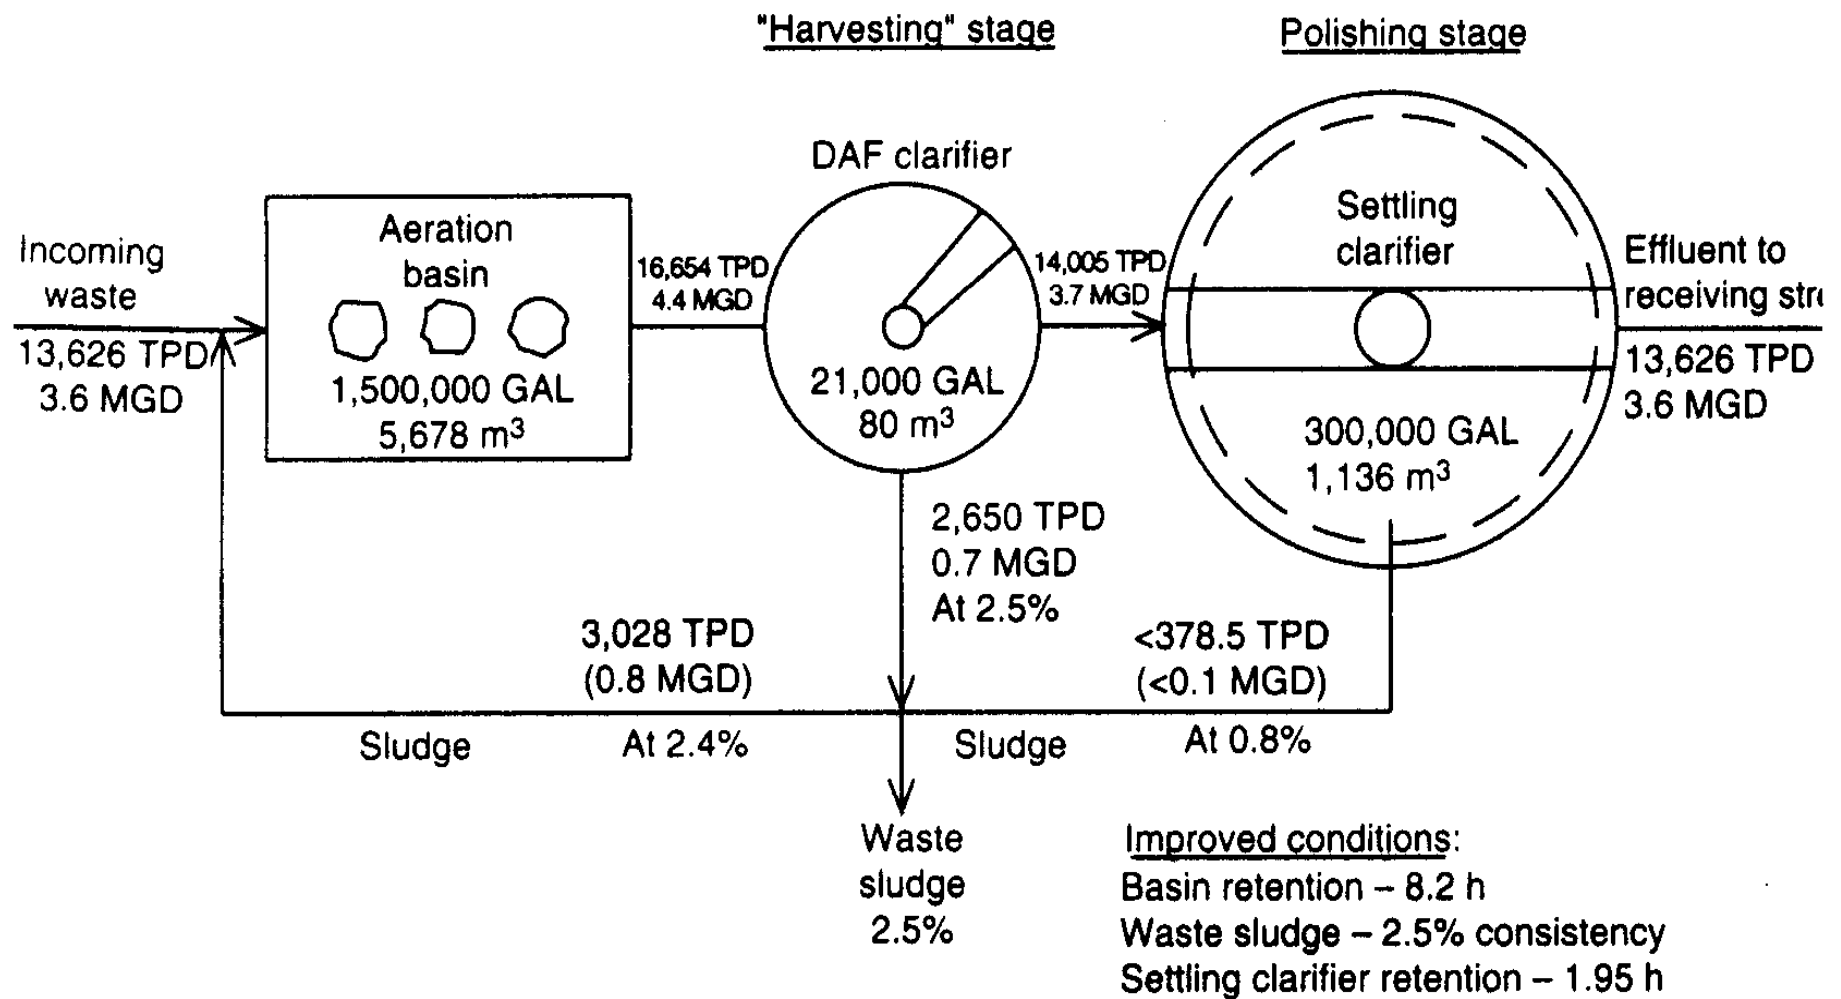 "Harvesting" stage
Polishing stage
DAF clarifier
Incoming
waste
13,626 TPD
3.6 MGD
Aeration
basin
1,500,000 GAL
5,678 m³
16,654 TPD
4.4 MGD
21,000 GAL
80 m³
14,005 TPD
3.7 MGD
Settling
clarifier
300,000 GAL
1,136 m³
Effluent to
receiving
13,626 TPD
3.6 MGD
2,650 TPD
0.7 MGD
At 2.5%
3,028 TPD
(0.8 MGD)
<378.5 TPD
(<0.1 MGD)
Sludge
At 2.4%
Sludge
At 0.8%
Waste
sludge
2.5%
Improved conditions:
Basin retention – 8.2 h
Waste sludge – 2.5% consistency
Settling clarifier retention – 1.95 h